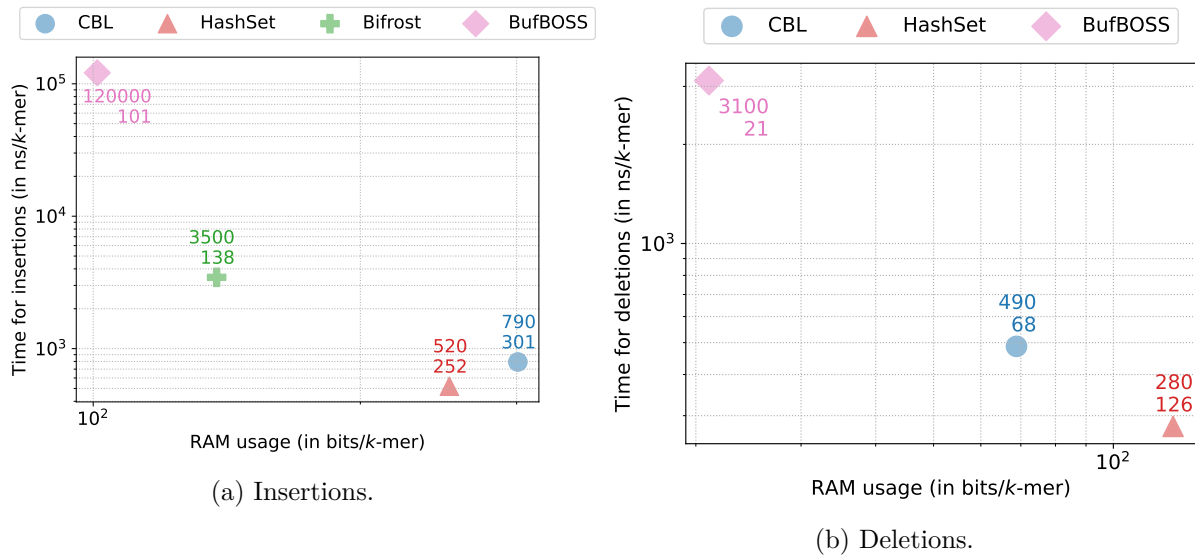 CBL HashSet Bifrost BufBOSS
Time for insertions (in ns/k-mer)
10^5
10^4
10^3
120000
101
3500
138
790
301
520
252
10^2
RAM usage (in bits/k-mer)
(a) Insertions.
CBL HashSet BufBOSS
Time for deletions (in ns/k-mer)
10^3
3100
21
490
68
280
126
10^2
RAM usage (in bits/k-mer)
(b) Deletions.